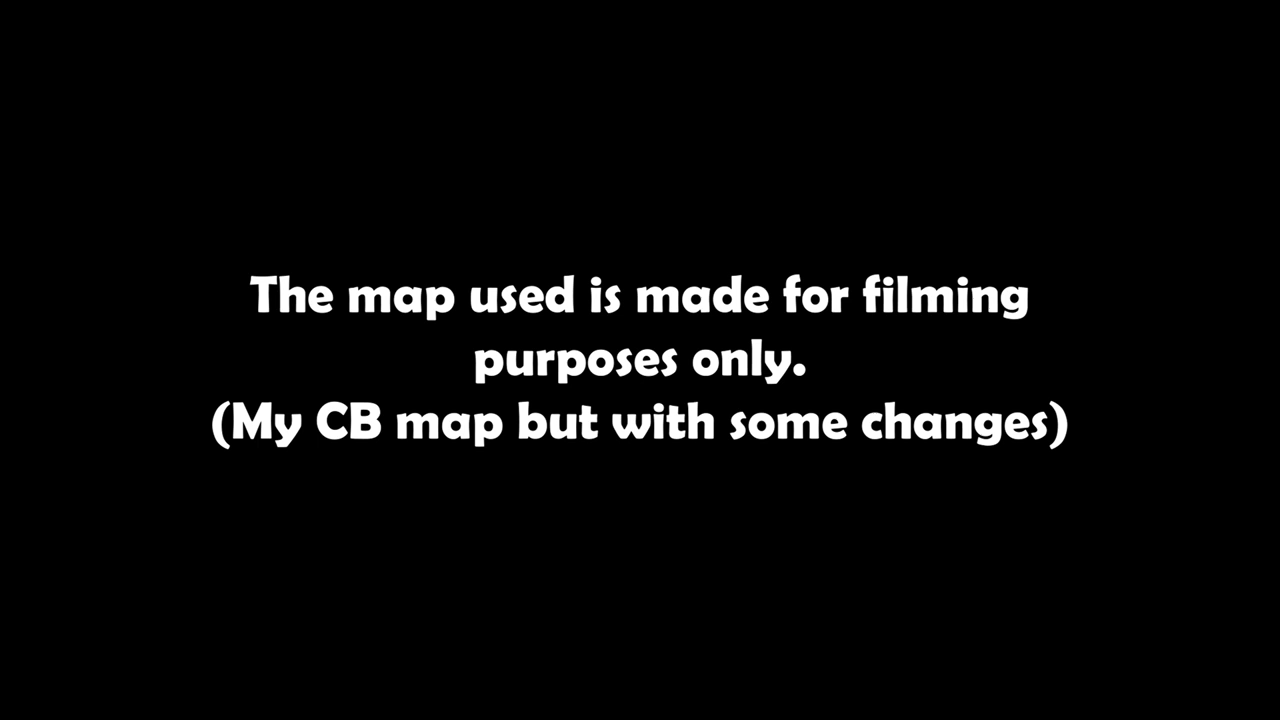 The map used is made for filming
purposes only.
(My CB map but with some changes)